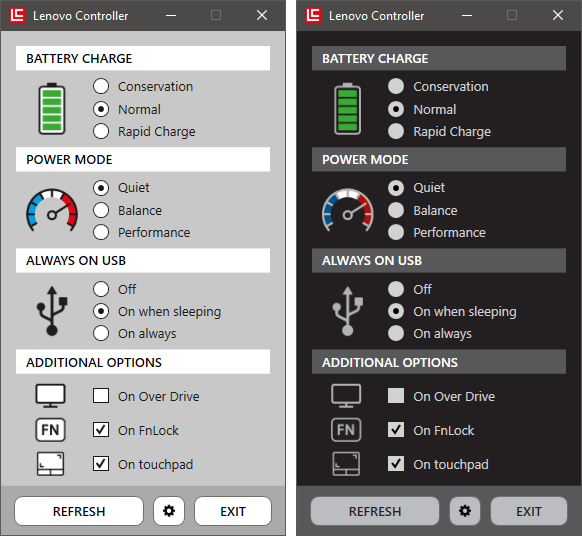 Lenovo Controller
BATTERY CHARGE
Conservation
Normal
Rapid Charge
POWER MODE
Quiet
Balance
Performance
ALWAYS ON USB
Off
On when sleeping
On always
ADDITIONAL OPTIONS
On Over Drive
FN On FnLock
On touchpad
REFRESH EXIT
Lenovo Controller
BATTERY CHARGE
Conservation
Normal
Rapid Charge
POWER MODE
Quiet
Balance
Performance
ALWAYS ON USB
Off
On when sleeping
On always
ADDITIONAL OPTIONS
On Over Drive
FN On FnLock
On touchpad
REFRESH EXIT